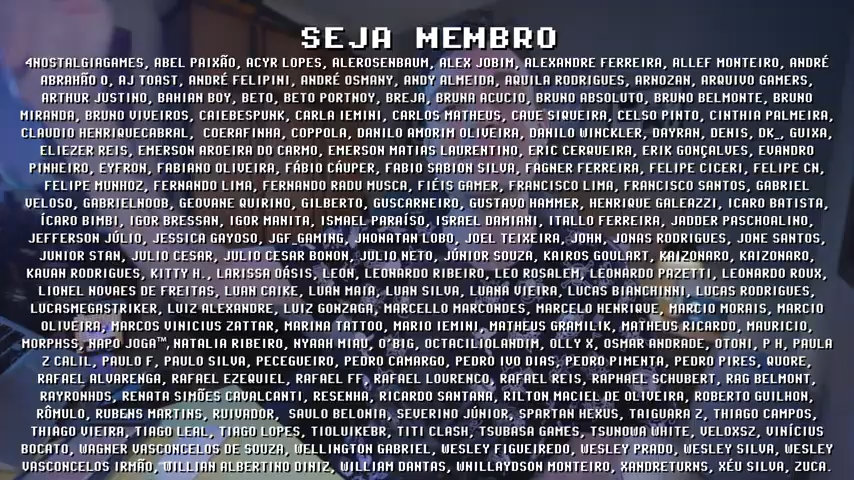 SEJA MEMBRO
4NOSTALGIAGAMES, ABEL PAIXÃO, ACYR LOPES, ALEROSENBAUM, ALEX JOBIM, ALEXANDRE FERREIRA, ALLEF MONTEIRO, ANDRÉ
ABRAHÃO O, AJ TOAST, ANDRÉ FELIPINI, ANDRÉ OSMANY, ANDY ALMEIDA, AQUILA RODRIGUES, ARNOZAN, ARQUIVO GAMERS,
ARTHUR JUSTINO, BAHIAN BOY, BETO, BETO PORTNOY, BREJA, BRUNA ACUCIO, BRUNO ABSOLUTO, BRUNO BELMONTE, BRUNO
MIRANDA, BRUNO VIVEIROS, CAIEBESPUNK, CARLA IEMINI, CARLOS MATHEUS, CAVE SIQUEIRA, CELSO PINTO, CINTHIA PALMEIRA,
CLAUDIO HENRIQUECABRAL, COERAFINHA, COPPOLA, DANILO AMORIM OLIVEIRA, DANILO WINCKLER, DAYRAN, DENIS, DK_, GUIXA,
ELIEZER REIS, EMERSON AROEIRA DO CARMO, EMERSON MATIAS LAURENTINO, ERIC CERQUEIRA, ERIK GONÇALVES, EVANDRO
PINHEIRO, EYFRON, FABIANO OLIVEIRA, FÁBIO CÁUPER, FABIO SABION SILVA, FAGNER FERREIRA, FELIPE CICERI, FELIPE CN,
FELIPE MUNHOZ, FERNANDO LIMA, FERNANDO RADU MUSCA, FIÉIS GAMER, FRANCISCO LIMA, FRANCISCO SANTOS, GABRIEL
VELOSO, GABRIELNOOB, GEOVANE QUIRINO, GILBERTO, GUSCARNEIRO, GUSTAVO HAMMER, HENRIQUE GALEAZZI, ICARO BATISTA,
ÍCARO BIMBI, IGOR BRESSAN, IGOR MANITA, ISMAEL PARAÍSO, ISRAEL DAMIANI, ITALLO FERREIRA, JADDER PASCHOALINO,
JEFFERSON JÚLIO, JESSICA GAYOSO, JGF_GAMING, JHONATAN LOBO, JOEL TEIXEIRA, JOHN, JONAS RODRIGUES, JONE SANTOS,
JUNIOR STAN, JULIO CESAR, JULIO CESAR BONON, JULIO NETO, JÚNIOR SOUZA, KAIROS GOULART, KAIZONARO, KAIZONARO,
KAUAN RODRIGUES, KITTY H., LARISSA OÁSIS, LEON, LEONARDO RIBEIRO, LEO ROSALEM, LEONARDO PAZETTI, LEONARDO ROUX,
LIONEL NOVAES DE FREITAS, LUAN CAIKE, LUAN MAIA, LUAN SILVA, LUANA VIEIRA, LUCAS BIANCHINNI, LUCAS RODRIGUES,
LUCASMEGASTRIKER, LUIZ ALEXANDRE, LUIZ GONZAGA, MARCELLO MARCONDES, MARCELO HENRIQUE, MARCIO MORAIS, MARCIO
OLIVEIRA, MARCOS VINICIUS ZATTAR, MARINA TATTOO, MARIO IEMINI, MATHEUS GRAMILIK, MATHEUS RICARDO, MAURICIO,
MORPHSS, NAPO JOGA™, NATALIA RIBEIRO, NYAAH MIAU, O'BIG, OCTACILIOLANDIM, OLLY X, OSMAR ANDRADE, OTONI, P H, PAULA
Z CALIL, PAULO F, PAULO SILVA, PECEGUEIRO, PEDRO CAMARGO, PEDRO IVO DIAS, PEDRO PIMENTA, PEDRO PIRES, QUORE,
RAFAEL ALVARENGA, RAFAEL EZEQUIEL, RAFAEL FF, RAFAEL LOURENCO, RAFAEL REIS, RAPHAEL SCHUBERT, RAG BELMONT,
RAYRONHDS, RENATA SIMÕES CAVALCANTI, RESENHA, RICARDO SANTANA, RILTON MACIEL DE OLIVEIRA, ROBERTO GUILHON,
RÔMULO, RUBENS MARTINS, RUIVADOR, SAULO BELONIA, SEVERINO JÚNIOR, SPARTAN HEXUS, TAIGUARA Z, THIAGO CAMPOS,
THIAGO VIEIRA, TIAGO LEAL, TIAGO LOPES, TIOLUIKEBR, TITI CLASH, TSUBASA GAMES, TSUNOWA WHITE, VELOXSZ, VINÍCIUS
BOCATO, WAGNER VASCONCELOS DE SOUZA, WELLINGTON GABRIEL, WESLEY FIGUEIREDO, WESLEY PRADO, WESLEY SILVA, WESLEY
VASCONCELOS IRMÃO, WILLIAN ALBERTINO DINIZ, WILLIAM DANTAS, WHILLAYDSON MONTEIRO, XANDRETURNS, XÉU SILVA, ZUCA.